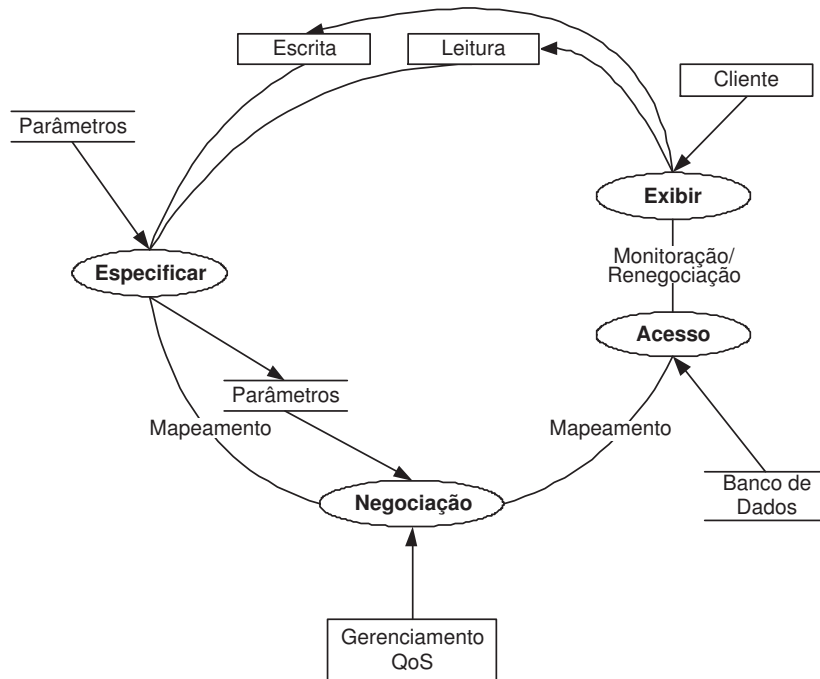 Escrita
Leitura
Cliente
Parâmetros
Exibir
Especificar
Monitoração/
Renegociação
Acesso
Parâmetros
Mapeamento
Mapeamento
Negociação
Banco de
Dados
Gerenciamento
QoS